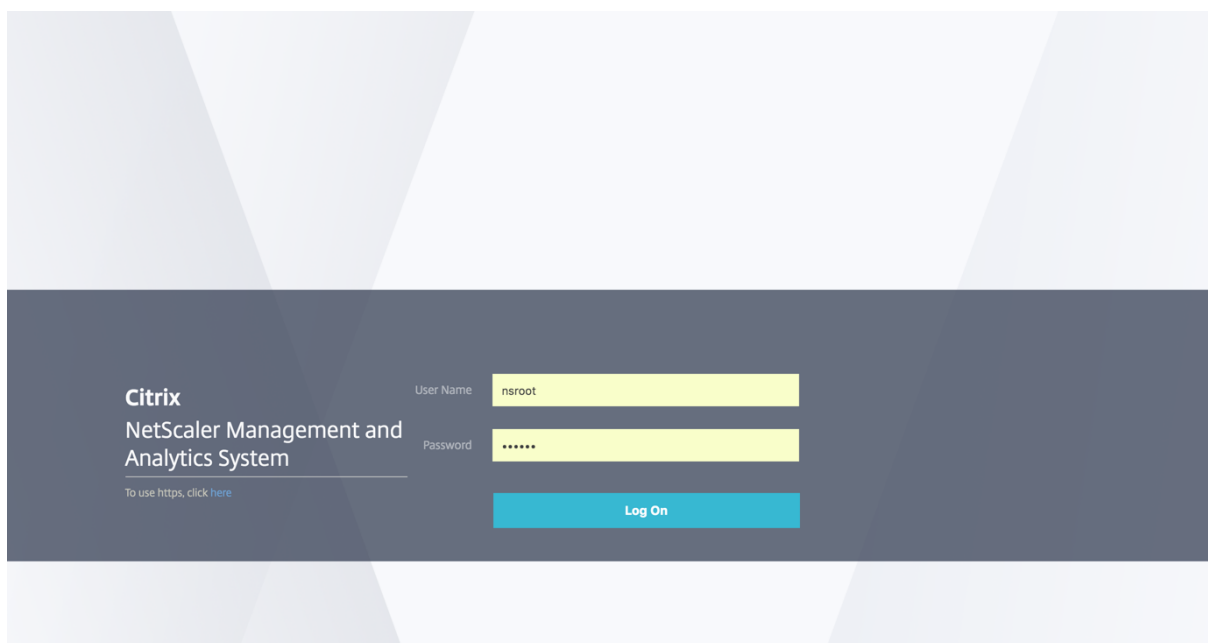 Citrix
NetScaler Management and
Analytics System
To use https, click here
User Name
nsroot
Password
••••••
Log On